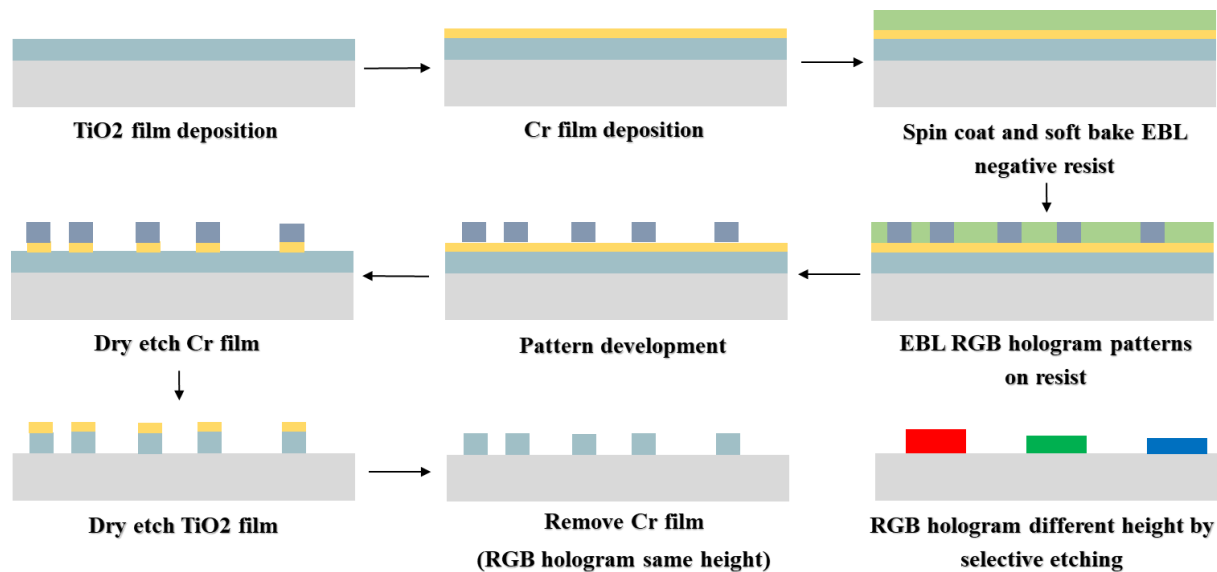 TiO2 film deposition
Cr film deposition
Spin coat and soft bake EBL
negative resist
EBL RGB hologram patterns
on resist
Pattern development
Dry etch Cr film
Dry etch TiO2 film
Remove Cr film
(RGB hologram same height)
RGB hologram different height by
selective etching